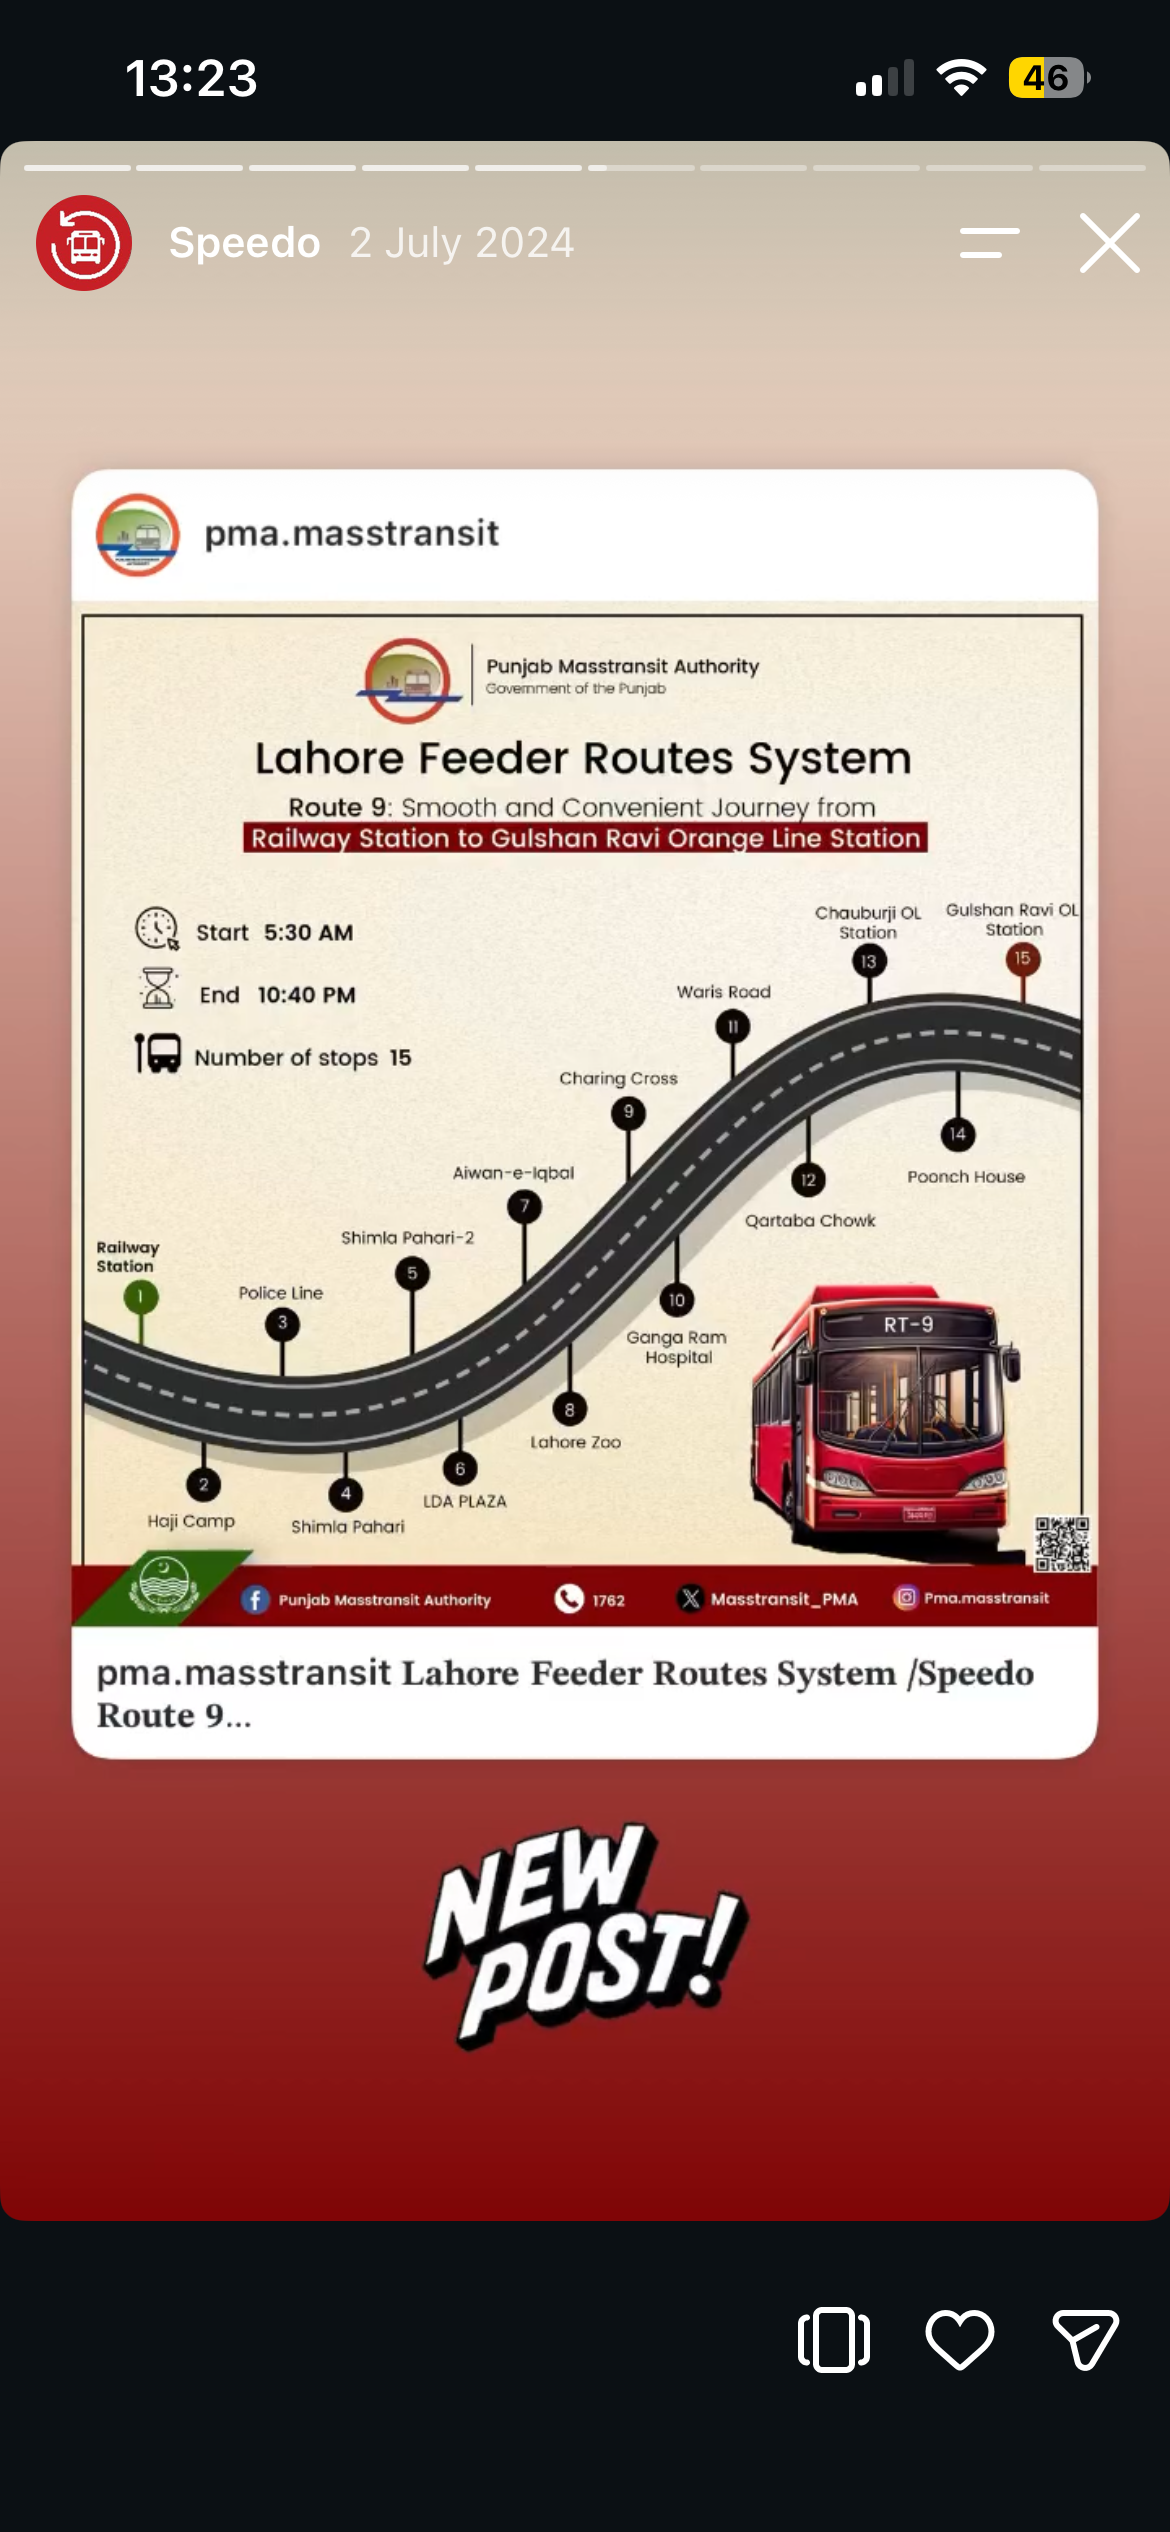 13:23
46
Speedo 2 July 2024
pma.masstransit
Punjab Masstransit Authority
Government of the Punjab
Lahore Feeder Routes System
Route 9: Smooth and Convenient Journey from
Railway Station to Gulshan Ravi Orange Line Station
Start 5:30 AM
End 10:40 PM
Number of stops 15
Railway
Station
1
Haji Camp
2
Police Line
3
Shimla Pahari
4
Shimla Pahari-2
5
LDA PLAZA
6
Aiwan-e-Iqbal
7
Lahore Zoo
8
Charing Cross
9
Ganga Ram
Hospital
10
Waris Road
11
Qartaba Chowk
12
Chauburji OL
Station
13
Poonch House
14
Gulshan Ravi OL
Station
15
RT-9
Punjab Masstransit Authority
1762
Masstransit_PMA
Pma.masstransit
pma.masstransit Lahore Feeder Routes System /Speedo
Route 9...
NEW
POST!